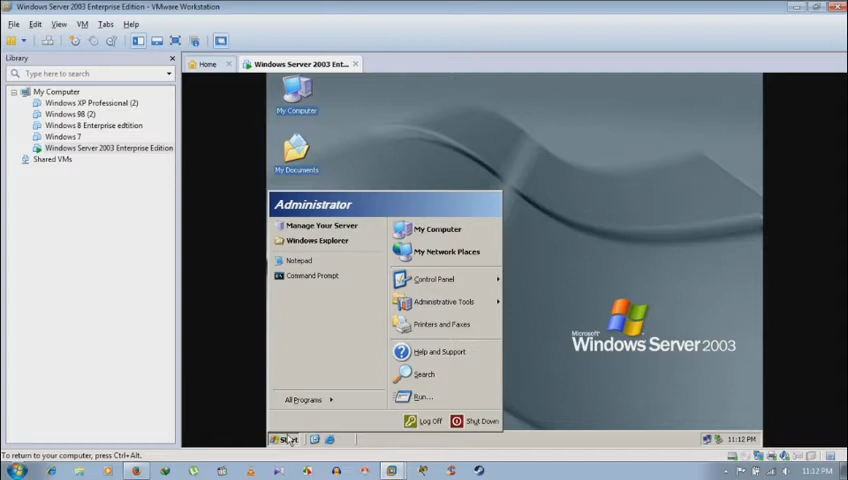 Windows Server 2003 Enterprise Edition - VMware Workstation
File Edit View VM Tabs Help
Library
Type here to search
My Computer
Windows XP Professional (2)
Windows 98 (2)
Windows 8 Enterprise edtition
Windows 7
Windows Server 2003 Enterprise Edition
Shared VMs
Home
Windows Server 2003 Ent...
My Computer
My Documents
Administrator
Manage Your Server
Windows Explorer
Notepad
Command Prompt
All Programs
My Computer
My Network Places
Control Panel
Administrative Tools
Printers and Faxes
Help and Support
Search
Run...
Log Off
Shut Down
Microsoft
Windows Server 2003
Start
11:12 PM
To return to your computer, press Ctrl+Alt.
11:12 PM